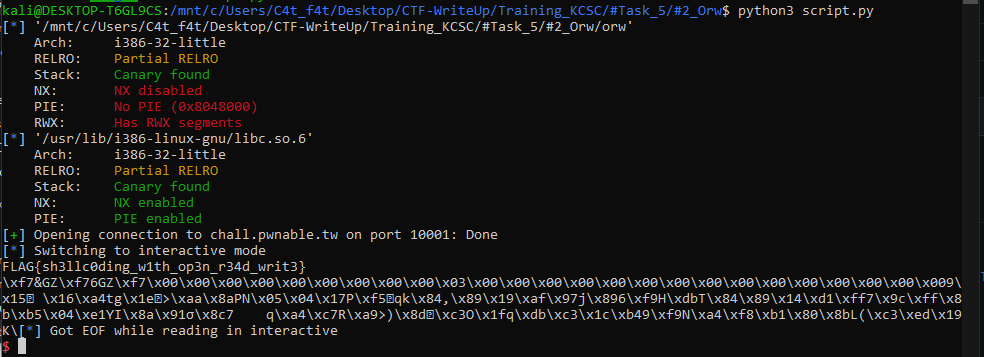 kali@DESKTOP-T6GL9CS:/mnt/c/Users/C4t_f4t/Desktop/CTF-WriteUp/Training_KCSC/#Task_5/#2_Orw$ python3 script.py
[*] '/mnt/c/Users/C4t_f4t/Desktop/CTF-WriteUp/Training_KCSC/#Task_5/#2_Orw/orw'
Arch: i386-32-little
RELRO: Partial RELRO
Stack: Canary found
NX: NX disabled
PIE: No PIE (0x8048000)
RWX: Has RWX segments
[*] '/usr/lib/i386-linux-gnu/libc.so.6'
Arch: i386-32-little
RELRO: Partial RELRO
Stack: Canary found
NX: NX enabled
PIE: PIE enabled
[+] Opening connection to chall.pwnable.tw on port 10001: Done
[*] Switching to interactive mode
FLAG{sh3llc0ding_w1th_op3n_r34d_writ3}
\xf7&GZ\xf76GZ\xf7\x00\x00\x00\x00\x00\x00\x00\x00\x00\x03\x00\x00\x00\x00\x00\x00\x00\x00\x00\x00\x00\x009\
\x15 \x16\xa4tg\x1e>\xaa\x8aPN\x05\x04\x17P\xf5qk\x84,\x89\x19\xaf\x97j\x896\xf9H\xdbT\x84\x89\x14\xd1\xff7\x9c\xff\x8
b\xb5\x04\xe1YI\x8a\x91σ\x8c7 q\xa4\xc7R\xa9>)\x8d\xc3O\x1fq\xdb\xc3\x1c\xb49\xf9N\xa4\xf8\xb1\x80\x8bL(\xc3\xed\x19
K\[*] Got EOF while reading in interactive
$